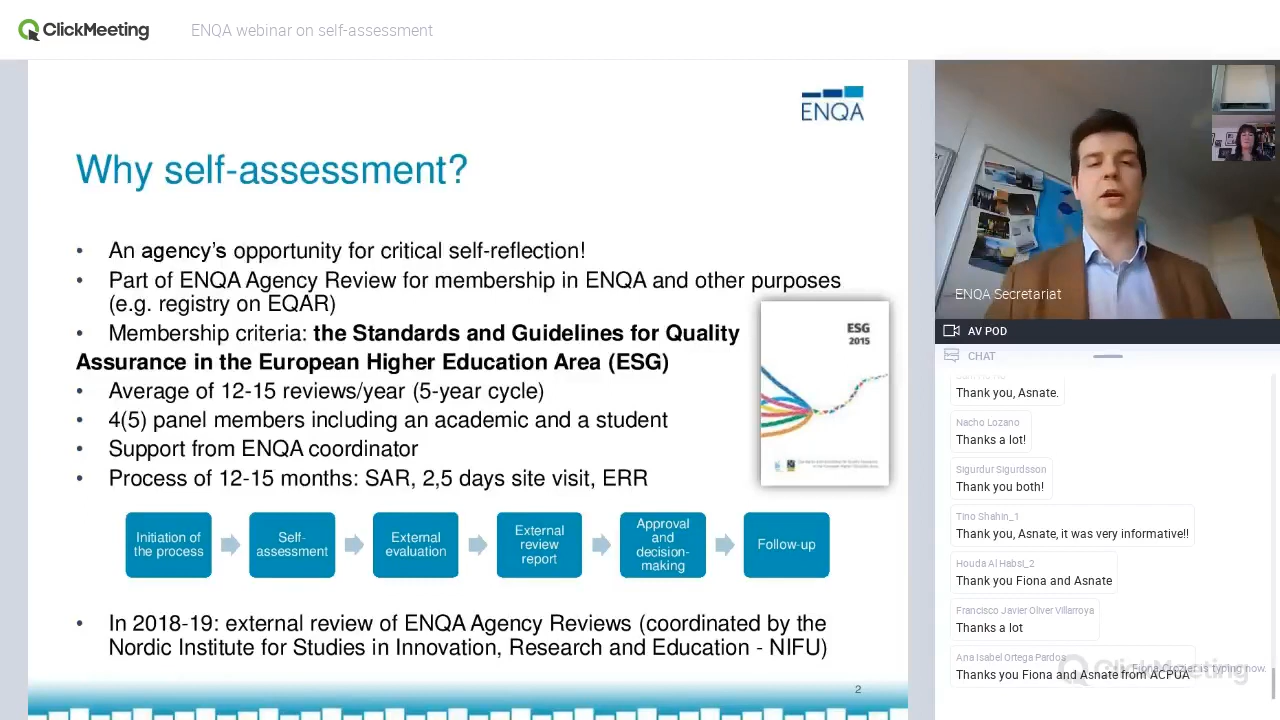 ClickMeeting
ENQA webinar on self-assessment
ENQA
Why self-assessment?
• An agency's opportunity for critical self-reflection!
• Part of ENQA Agency Review for membership in ENQA and other purposes
(e.g. registry on EQAR)
• Membership criteria: the Standards and Guidelines for Quality
Assurance in the European Higher Education Area (ESG)
• Average of 12-15 reviews/year (5-year cycle)
• 4(5) panel members including an academic and a student
• Support from ENQA coordinator
• Process of 12-15 months: SAR, 2,5 days site visit, ERR
ESG
2015
Initiation of
the process
Self-
assessment
External
evaluation
External
review
report
Approval
and
decision-
making
Follow-up
• In 2018-19: external review of ENQA Agency Reviews (coordinated by the
Nordic Institute for Studies in Innovation, Research and Education - NIFU)
2
ENQA Secretariat
AV POD
CHAT
Thank you, Asnate.
Nacho Lozano
Thanks a lot!
Sigurdur Sigurdsson
Thank you both!
Tino Shahin_1
Thank you, Asnate, it was very informative!!
Houda Al Habsi_2
Thank you Fiona and Asnate
Francisco Javier Oliver Villarroya
Thanks a lot
Ana Isabel Ortega Pardos
Fiona Crozier is typing now.
Thanks you Fiona and Asnate from ACPUA
ClickMeeting